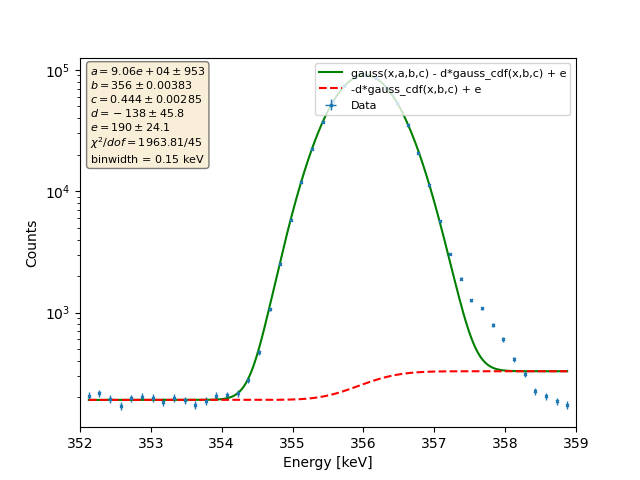 a = 9.06e + 04 ± 953
b = 356 ± 0.00383
c = 0.444 ± 0.00285
d = −138 ± 45.8
e = 190 ± 24.1
χ²/dof = 1963.81/45
binwidth = 0.15 keV
gauss(x,a,b,c) - d*gauss_cdf(x,b,c) + e
-d*gauss_cdf(x,b,c) + e
Data
10⁵
10⁴
10³
Counts
352 353 354 355 356 357 358 359
Energy [keV]